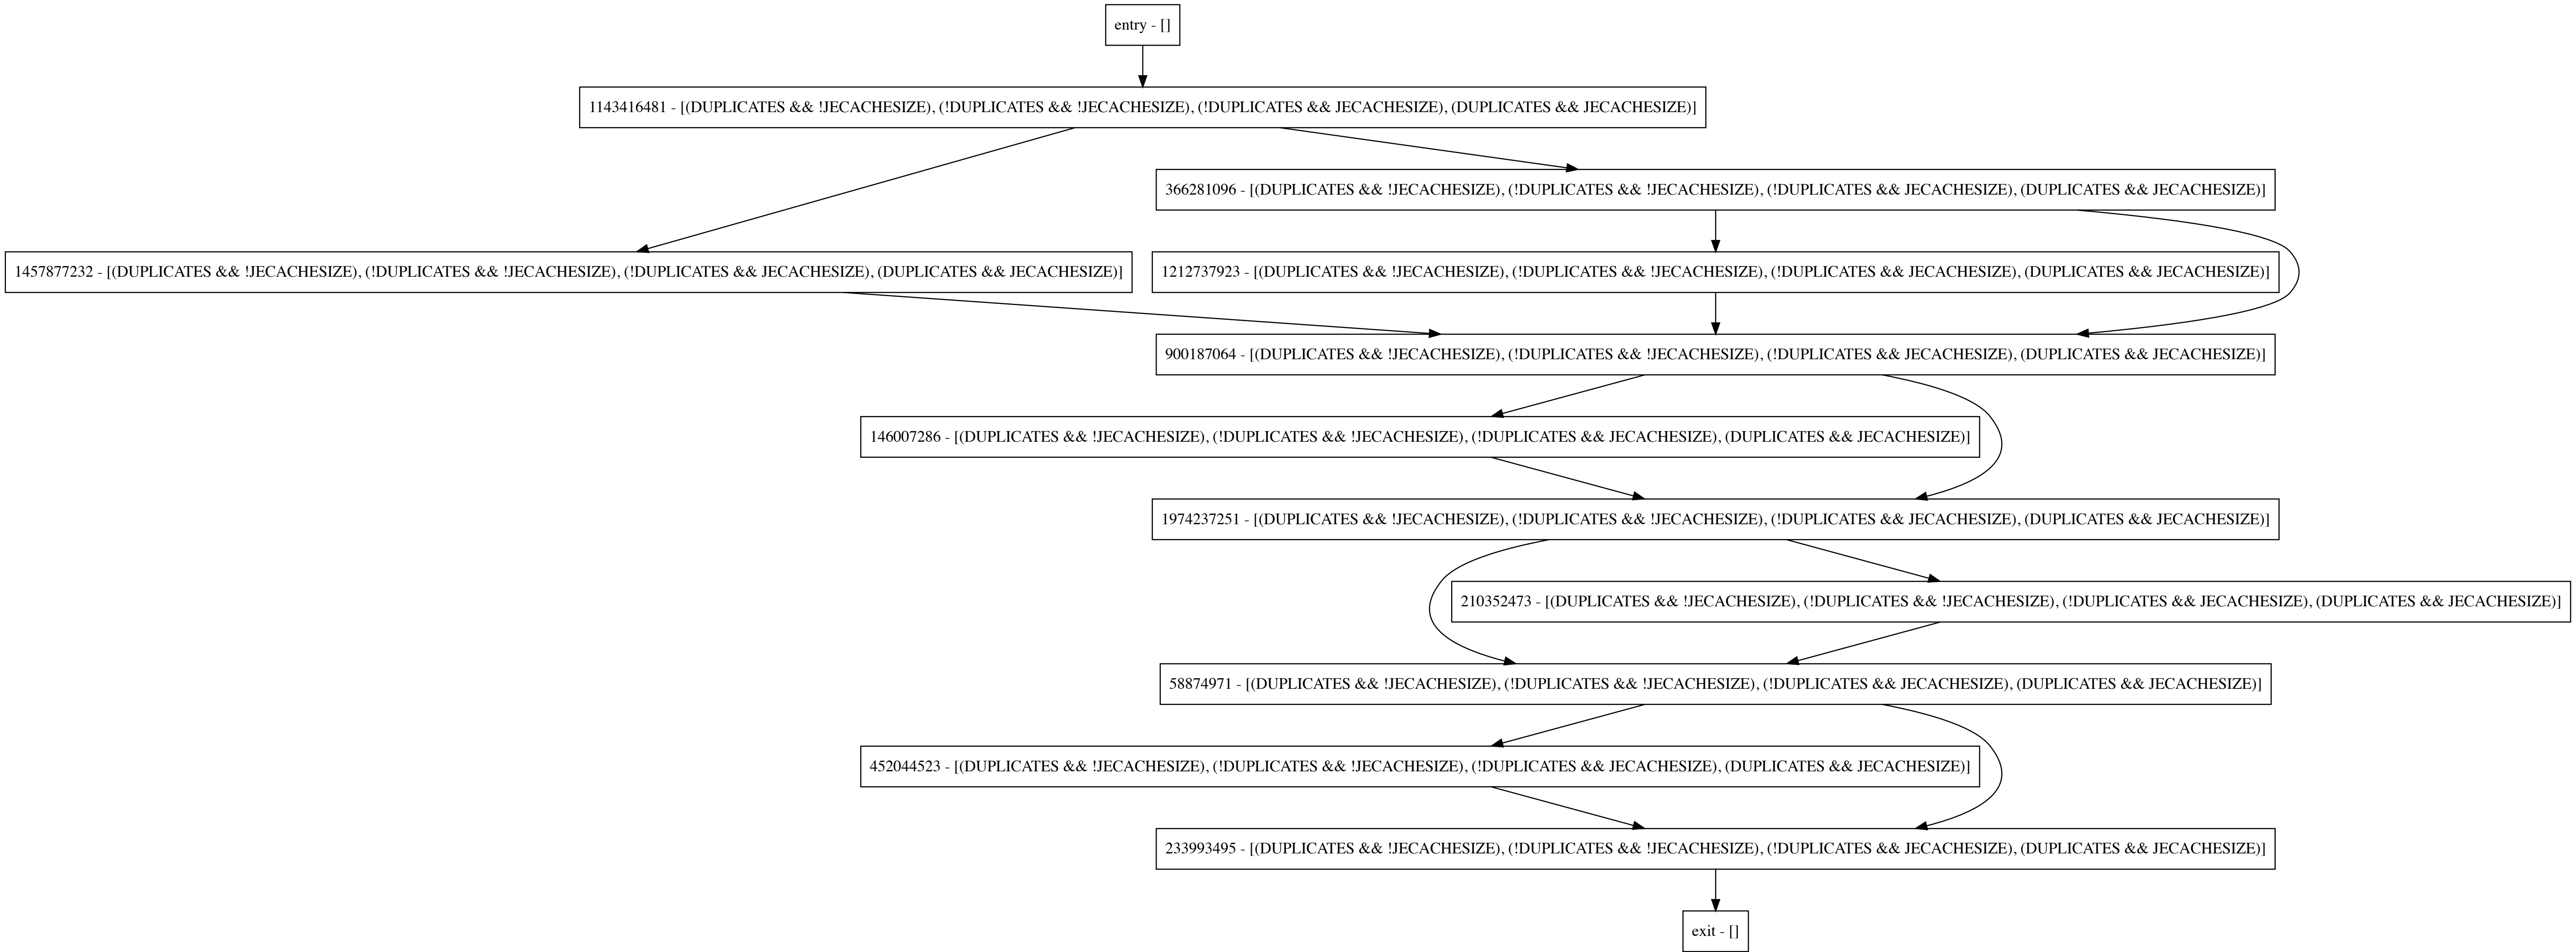 entry - []
1143416481 - [(DUPLICATES && !JECACHESIZE), (!DUPLICATES && !JECACHESIZE), (!DUPLICATES && JECACHESIZE), (DUPLICATES && JECACHESIZE)]
366281096 - [(DUPLICATES && !JECACHESIZE), (!DUPLICATES && !JECACHESIZE), (!DUPLICATES && JECACHESIZE), (DUPLICATES && JECACHESIZE)]
1457877232 - [(DUPLICATES && !JECACHESIZE), (!DUPLICATES && !JECACHESIZE), (!DUPLICATES && JECACHESIZE), (DUPLICATES && JECACHESIZE)]
1212737923 - [(DUPLICATES && !JECACHESIZE), (!DUPLICATES && !JECACHESIZE), (!DUPLICATES && JECACHESIZE), (DUPLICATES && JECACHESIZE)]
900187064 - [(DUPLICATES && !JECACHESIZE), (!DUPLICATES && !JECACHESIZE), (!DUPLICATES && JECACHESIZE), (DUPLICATES && JECACHESIZE)]
146007286 - [(DUPLICATES && !JECACHESIZE), (!DUPLICATES && !JECACHESIZE), (!DUPLICATES && JECACHESIZE), (DUPLICATES && JECACHESIZE)]
1974237251 - [(DUPLICATES && !JECACHESIZE), (!DUPLICATES && !JECACHESIZE), (!DUPLICATES && JECACHESIZE), (DUPLICATES && JECACHESIZE)]
210352473 - [(DUPLICATES && !JECACHESIZE), (!DUPLICATES && !JECACHESIZE), (!DUPLICATES && JECACHESIZE), (DUPLICATES && JECACHESIZE)]
58874971 - [(DUPLICATES && !JECACHESIZE), (!DUPLICATES && !JECACHESIZE), (!DUPLICATES && JECACHESIZE), (DUPLICATES && JECACHESIZE)]
452044523 - [(DUPLICATES && !JECACHESIZE), (!DUPLICATES && !JECACHESIZE), (!DUPLICATES && JECACHESIZE), (DUPLICATES && JECACHESIZE)]
233993495 - [(DUPLICATES && !JECACHESIZE), (!DUPLICATES && !JECACHESIZE), (!DUPLICATES && JECACHESIZE), (DUPLICATES && JECACHESIZE)]
exit - []